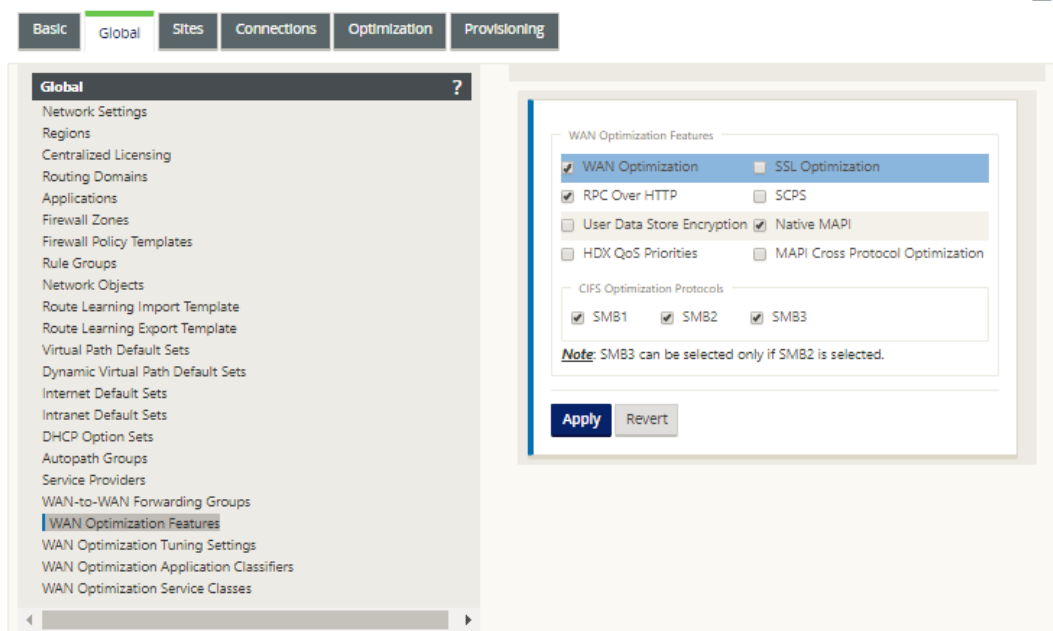 Basic Global Sites Connections Optimization Provisioning
Global ?
Network Settings
Regions
Centralized Licensing
Routing Domains
Applications
Firewall Zones
Firewall Policy Templates
Rule Groups
Network Objects
Route Learning Import Template
Route Learning Export Template
Virtual Path Default Sets
Dynamic Virtual Path Default Sets
Internet Default Sets
Intranet Default Sets
DHCP Option Sets
Autopath Groups
Service Providers
WAN-to-WAN Forwarding Groups
WAN Optimization Features
WAN Optimization Tuning Settings
WAN Optimization Application Classifiers
WAN Optimization Service Classes
WAN Optimization Features
WAN Optimization SSL Optimization
RPC Over HTTP SCPS
User Data Store Encryption Native MAPI
HDX QoS Priorities MAPI Cross Protocol Optimization
CIFS Optimization Protocols
SMB1 SMB2 SMB3
Note: SMB3 can be selected only if SMB2 is selected.
Apply Revert